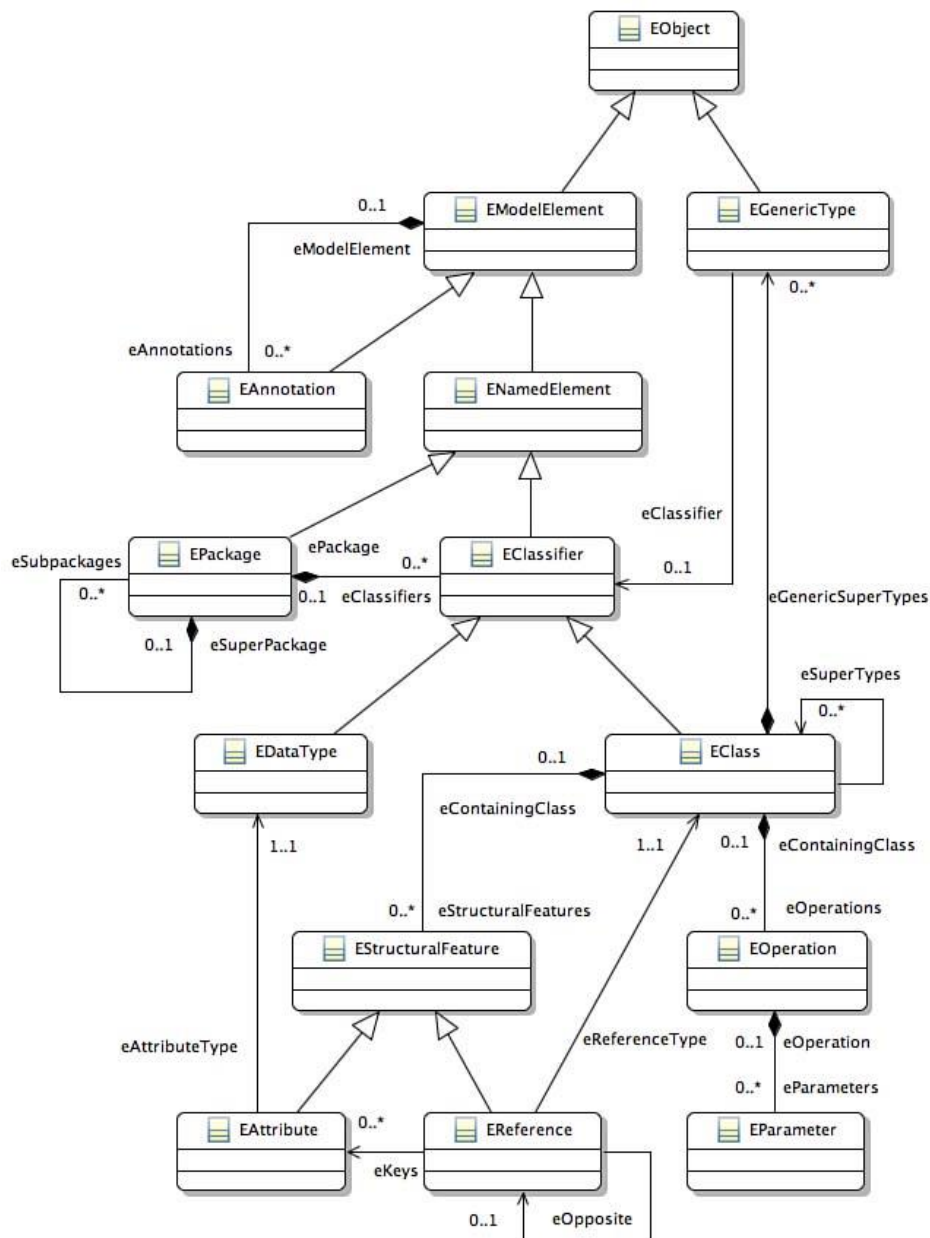 EObject
0..1
EModelElement
EGenericType
eModelElement
0..*
eAnnotations
0..*
EAnnotation
ENamedElement
eClassifier
eSubpackages
EPackage
ePackage
EClassifier
0..*
0..*
0..1
0..1
eClassifiers
eGenericSuperTypes
0..1
eSuperPackage
eSuperTypes
0..*
EDataType
0..1
EClass
eContainingClass
1..1
1..1
0..1
eContainingClass
0..*
eStructuralFeatures
0..*
eOperations
EStructuralFeature
EOperation
eAttributeType
eReferenceType
0..1
eOperation
0..*
eParameters
EAttribute
0..*
EReference
EParameter
eKeys
0..1
eOpposite